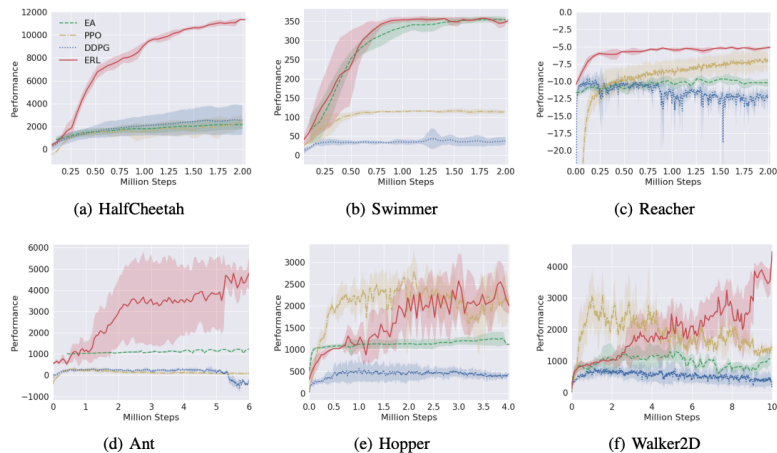 12000
10000
8000
6000
4000
2000
0
Performance
EA
PPO
DDPG
ERL
0.25 0.50 0.75 1.00 1.25 1.50 1.75 2.00
Million Steps
(a) HalfCheetah
350
300
250
200
150
100
50
0
Performance
0.25 0.50 0.75 1.00 1.25 1.50 1.75 2.00
Million Steps
(b) Swimmer
0.0
−2.5
−5.0
−7.5
−10.0
−12.5
−15.0
−17.5
−20.0
Performance
0.00 0.25 0.50 0.75 1.00 1.25 1.50 1.75 2.00
Million Steps
(c) Reacher
6000
5000
4000
3000
2000
1000
0
−1000
Performance
0 1 2 3 4 5 6
Million Steps
(d) Ant
3000
2500
2000
1500
1000
500
0
Performance
0.0 0.5 1.0 1.5 2.0 2.5 3.0 3.5 4.0
Million Steps
(e) Hopper
4000
3000
2000
1000
0
Performance
0 2 4 6 8 10
Million Steps
(f) Walker2D